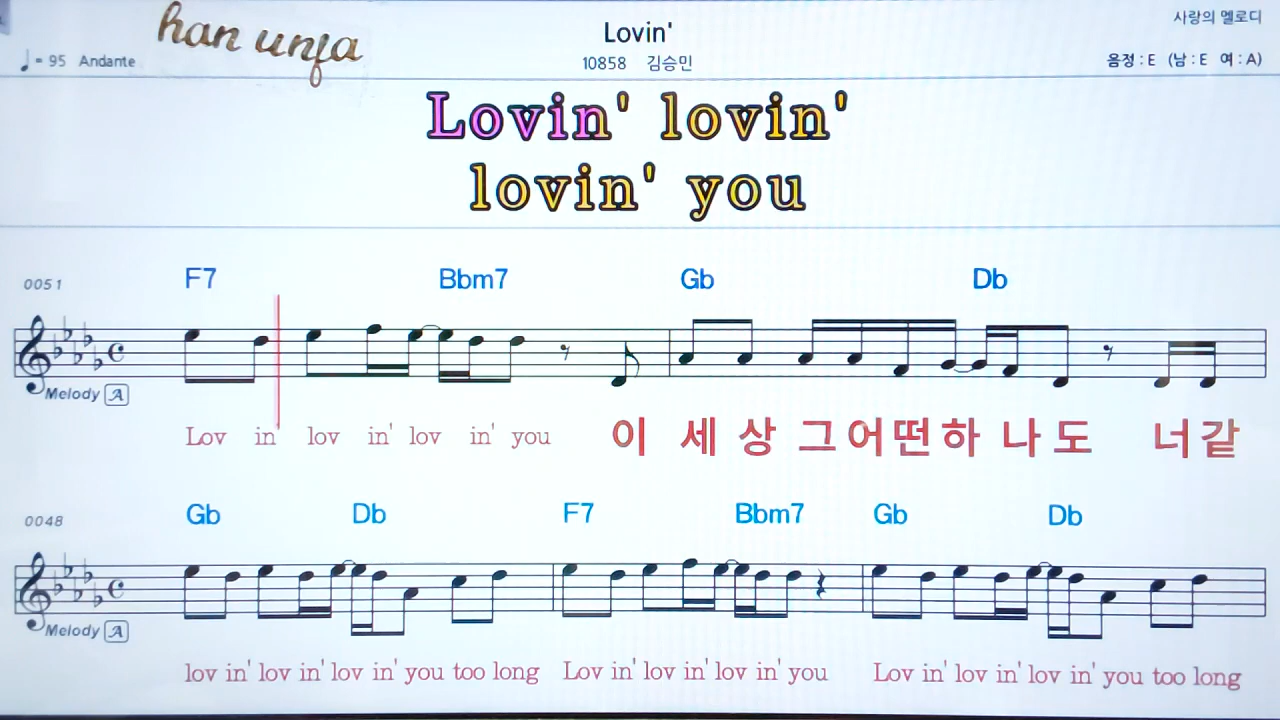 han unfa
Lovin'
사랑의 멜로디
♩= 95 Andante
10858 김승민
음정 : E (남 : E 여 : A)
Lovin' lovin'
lovin' you
0051
F7 Bbm7 Gb Db
Melody A
Lov in' lov in' lov in' you 이 세 상 그 어 떤 하 나 도 너 같
0048
Gb Db F7 Bbm7 Gb Db
Melody A
lov in' lov in' lov in' you too long Lov in' lov in' lov in' you Lov in' lov in' lov in' you too long